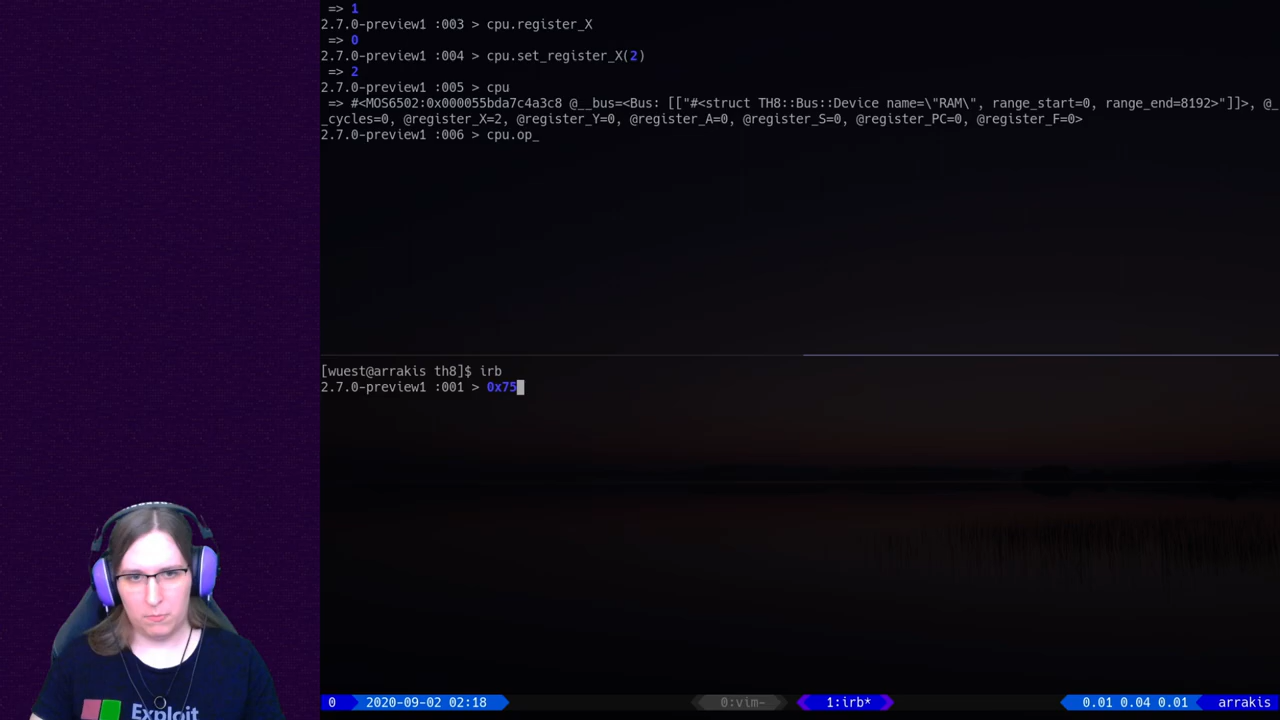 => 1
2.7.0-preview1 :003 > cpu.register_X
=> 0
2.7.0-preview1 :004 > cpu.set_register_X(2)
=> 2
2.7.0-preview1 :005 > cpu
=> #<MOS6502:0x000055bda7c4a3c8 @__bus=<Bus: [["#<struct TH8::Bus::Device name=\"RAM\", range_start=0, range_end=8192>"]]>, @_
_cycles=0, @register_X=2, @register_Y=0, @register_A=0, @register_S=0, @register_PC=0, @register_F=0>
2.7.0-preview1 :006 > cpu.op_
[wuest@arrakis th8]$ irb
2.7.0-preview1 :001 > 0x75
Exploit
0 2020-09-02 02:18 0:vim- 1:irb* 0.01 0.04 0.01 arrakis